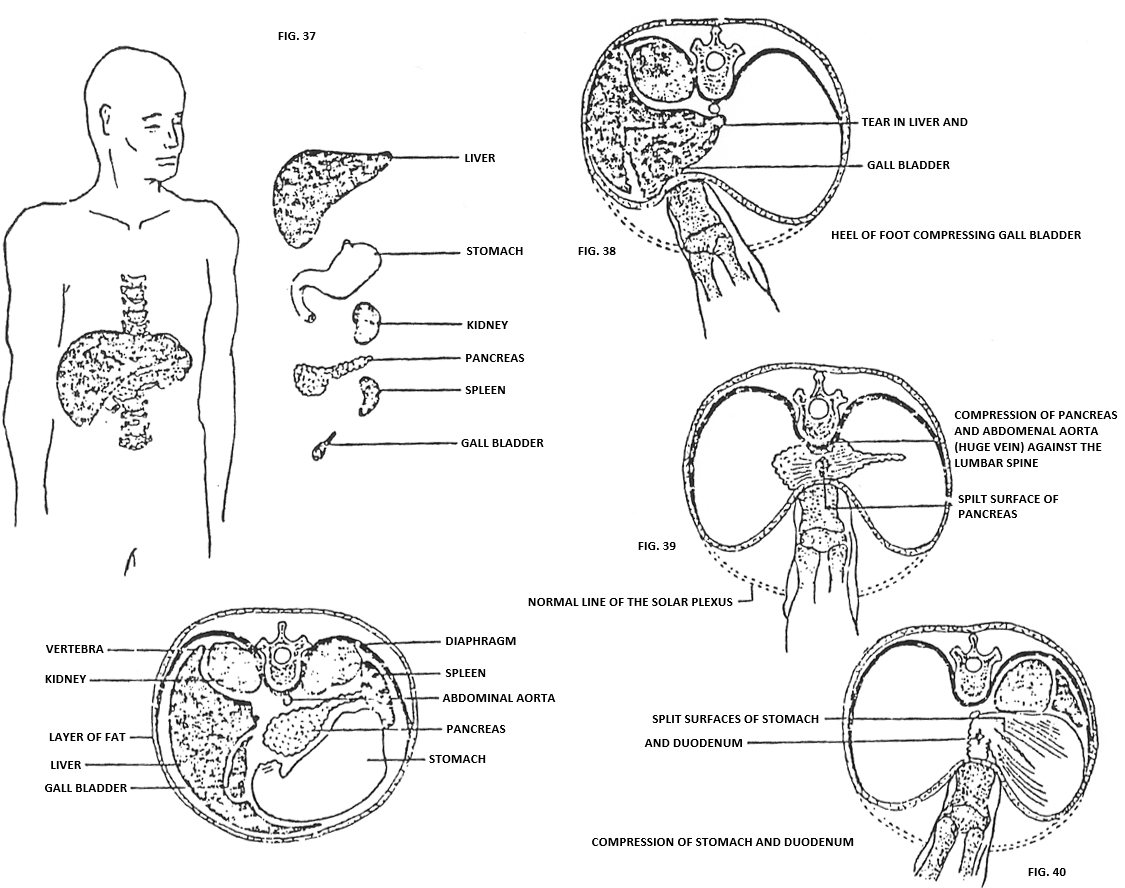 FIG. 37
LIVER
STOMACH
KIDNEY
PANCREAS
SPLEEN
GALL BLADDER
TEAR IN LIVER AND
GALL BLADDER
HEEL OF FOOT COMPRESSING GALL BLADDER
FIG. 38
COMPRESSION OF PANCREAS
AND ABDOMENAL AORTA
(HUGE VEIN) AGAINST THE
LUMBAR SPINE
SPILT SURFACE OF
PANCREAS
FIG. 39
NORMAL LINE OF THE SOLAR PLEXUS
VERTEBRA
KIDNEY
LAYER OF FAT
LIVER
GALL BLADDER
DIAPHRAGM
SPLEEN
ABDOMINAL AORTA
PANCREAS
STOMACH
SPLIT SURFACES OF STOMACH
AND DUODENUM
COMPRESSION OF STOMACH AND DUODENUM
FIG. 40